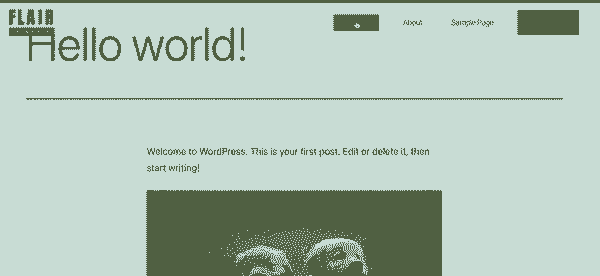 FLAIR
About
Sample Page
Hello world!
Welcome to WordPress. This is your first post. Edit or delete it, then
start writing!